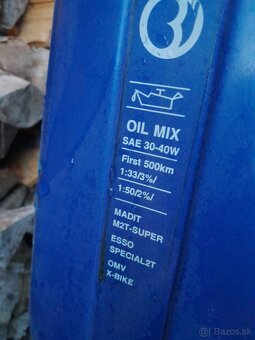 OIL MIX
SAE 30-40W
First 500km
1:33/3%/
1:50/2%/
MADIT
M2T-SUPER
ESSO
SPECIAL2T
OMV
X-BIKE
Bazos.sk